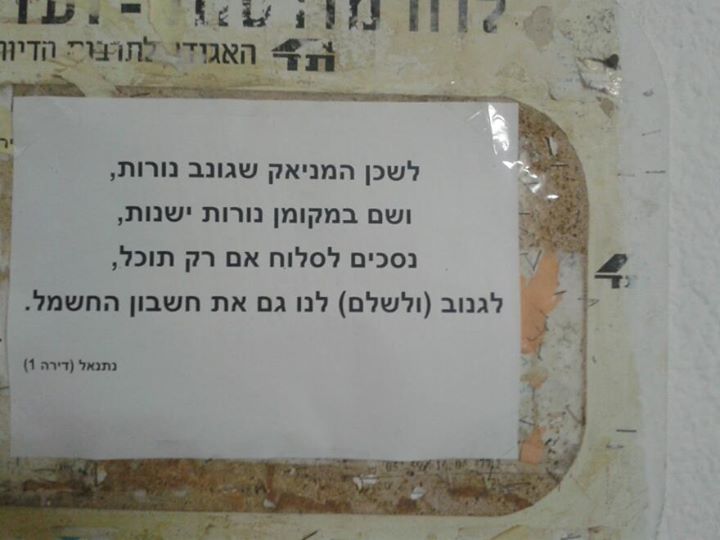 האגודה לתרבות הדיור
לשכן המניאק שגונב נורות,
ושם במקומן נורות ישנות,
נסכים לסלוח אם רק תוכל,
לגנוב (ולשלם) לנו גם את חשבון החשמל.
נתנאל (דירה 1)